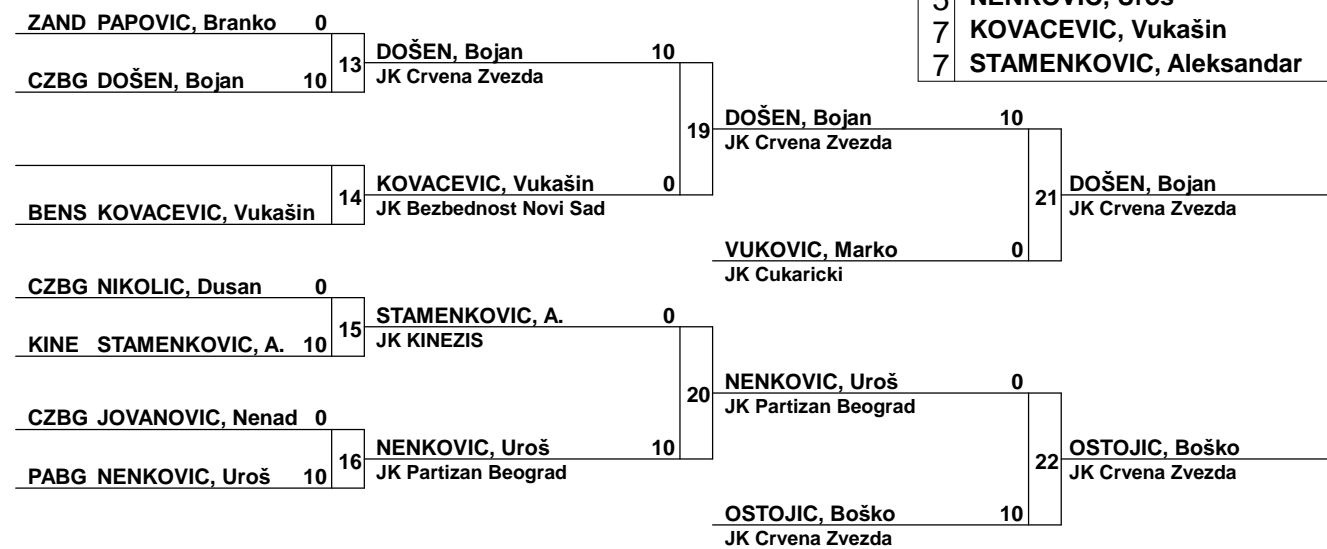 5 NENKOVIC, Uroš
7 KOVACEVIC, Vukašin
7 STAMENKOVIC, Aleksandar
ZAND PAPOVIC, Branko 0
13
CZBG DOŠEN, Bojan 10
DOŠEN, Bojan 10
JK Crvena Zvezda
14
BENS KOVACEVIC, Vukašin
KOVACEVIC, Vukašin 0
JK Bezbednost Novi Sad
19
DOŠEN, Bojan 10
JK Crvena Zvezda
VUKOVIC, Marko 0
JK Cukaricki
21
DOŠEN, Bojan
JK Crvena Zvezda
CZBG NIKOLIC, Dusan 0
15
KINE STAMENKOVIC, A. 10
STAMENKOVIC, A. 0
JK KINEZIS
CZBG JOVANOVIC, Nenad 0
16
PABG NENKOVIC, Uroš 10
NENKOVIC, Uroš 10
JK Partizan Beograd
20
NENKOVIC, Uroš 0
JK Partizan Beograd
OSTOJIC, Boško 10
JK Crvena Zvezda
22
OSTOJIC, Boško
JK Crvena Zvezda